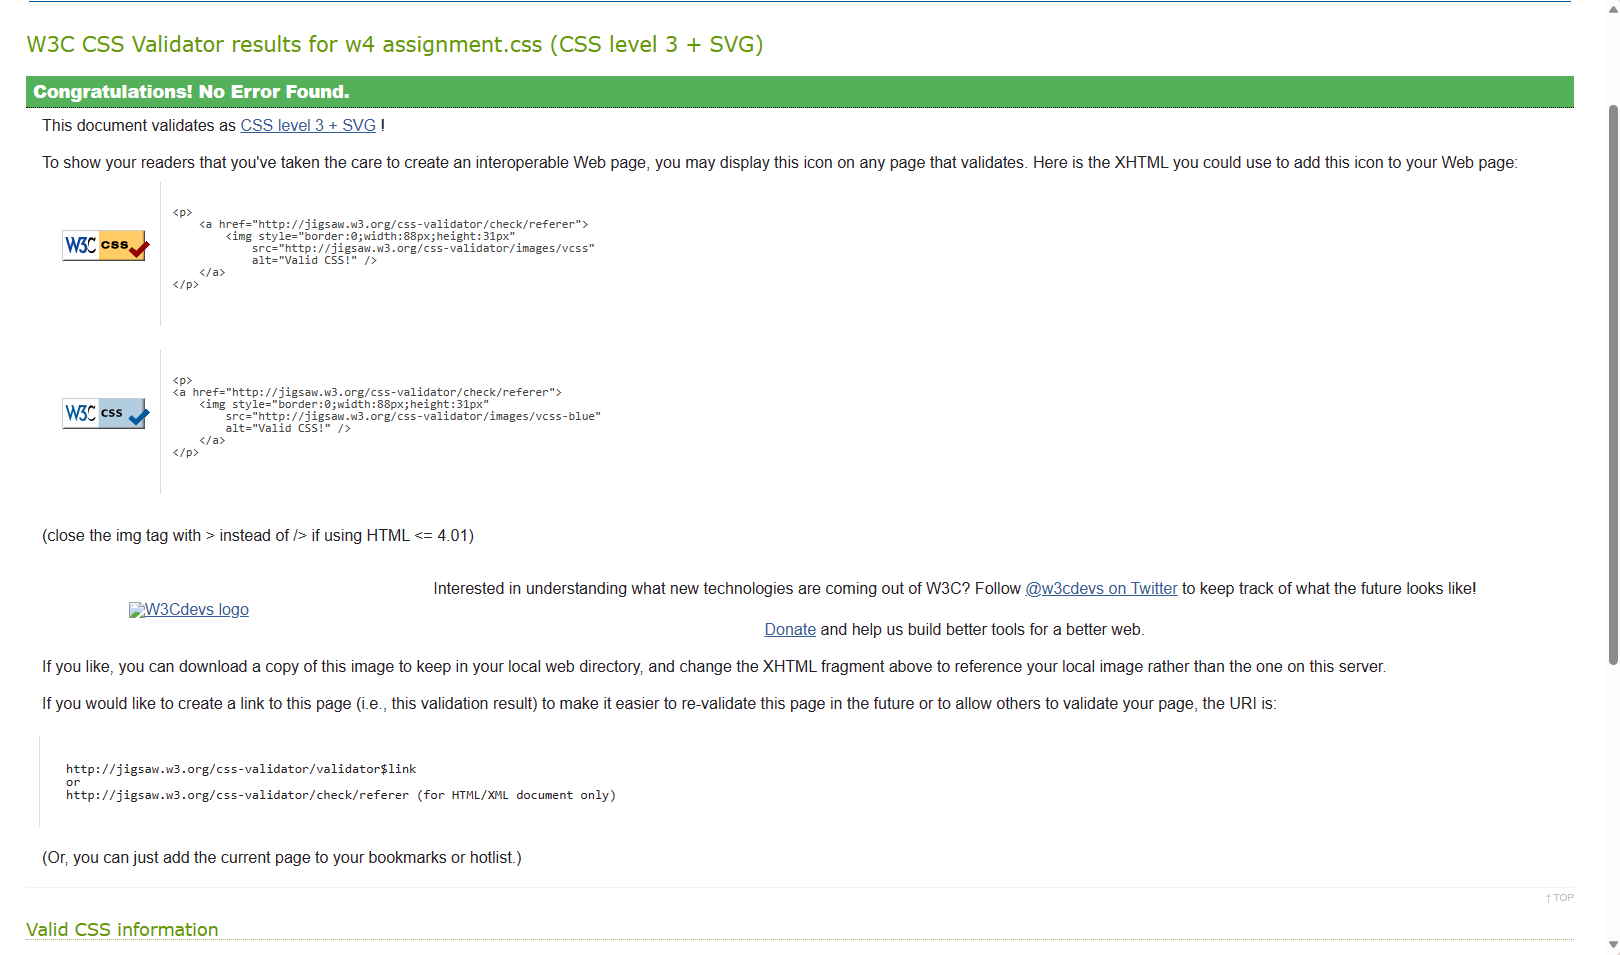 W3C CSS Validator results for w4 assignment.css (CSS level 3 + SVG)
Congratulations! No Error Found.
This document validates as CSS level 3 + SVG !
To show your readers that you've taken the care to create an interoperable Web page, you may display this icon on any page that validates. Here is the XHTML you could use to add this icon to your Web page:
W3C css
<p>
    <a href="http://jigsaw.w3.org/css-validator/check/referer">
        <img style="border:0;width:88px;height:31px"
            src="http://jigsaw.w3.org/css-validator/images/vcss"
            alt="Valid CSS!" />
    </a>
</p>
W3C css
<p>
<a href="http://jigsaw.w3.org/css-validator/check/referer">
    <img style="border:0;width:88px;height:31px"
        src="http://jigsaw.w3.org/css-validator/images/vcss-blue"
        alt="Valid CSS!" />
    </a>
</p>
(close the img tag with > instead of /> if using HTML <= 4.01)
Interested in understanding what new technologies are coming out of W3C? Follow @w3cdevs on Twitter to keep track of what the future looks like!
W3Cdevs logo
Donate and help us build better tools for a better web.
If you like, you can download a copy of this image to keep in your local web directory, and change the XHTML fragment above to reference your local image rather than the one on this server.
If you would like to create a link to this page (i.e., this validation result) to make it easier to re-validate this page in the future or to allow others to validate your page, the URI is:
http://jigsaw.w3.org/css-validator/validator$link
or
http://jigsaw.w3.org/css-validator/check/referer (for HTML/XML document only)
(Or, you can just add the current page to your bookmarks or hotlist.)
↑ TOP
Valid CSS information